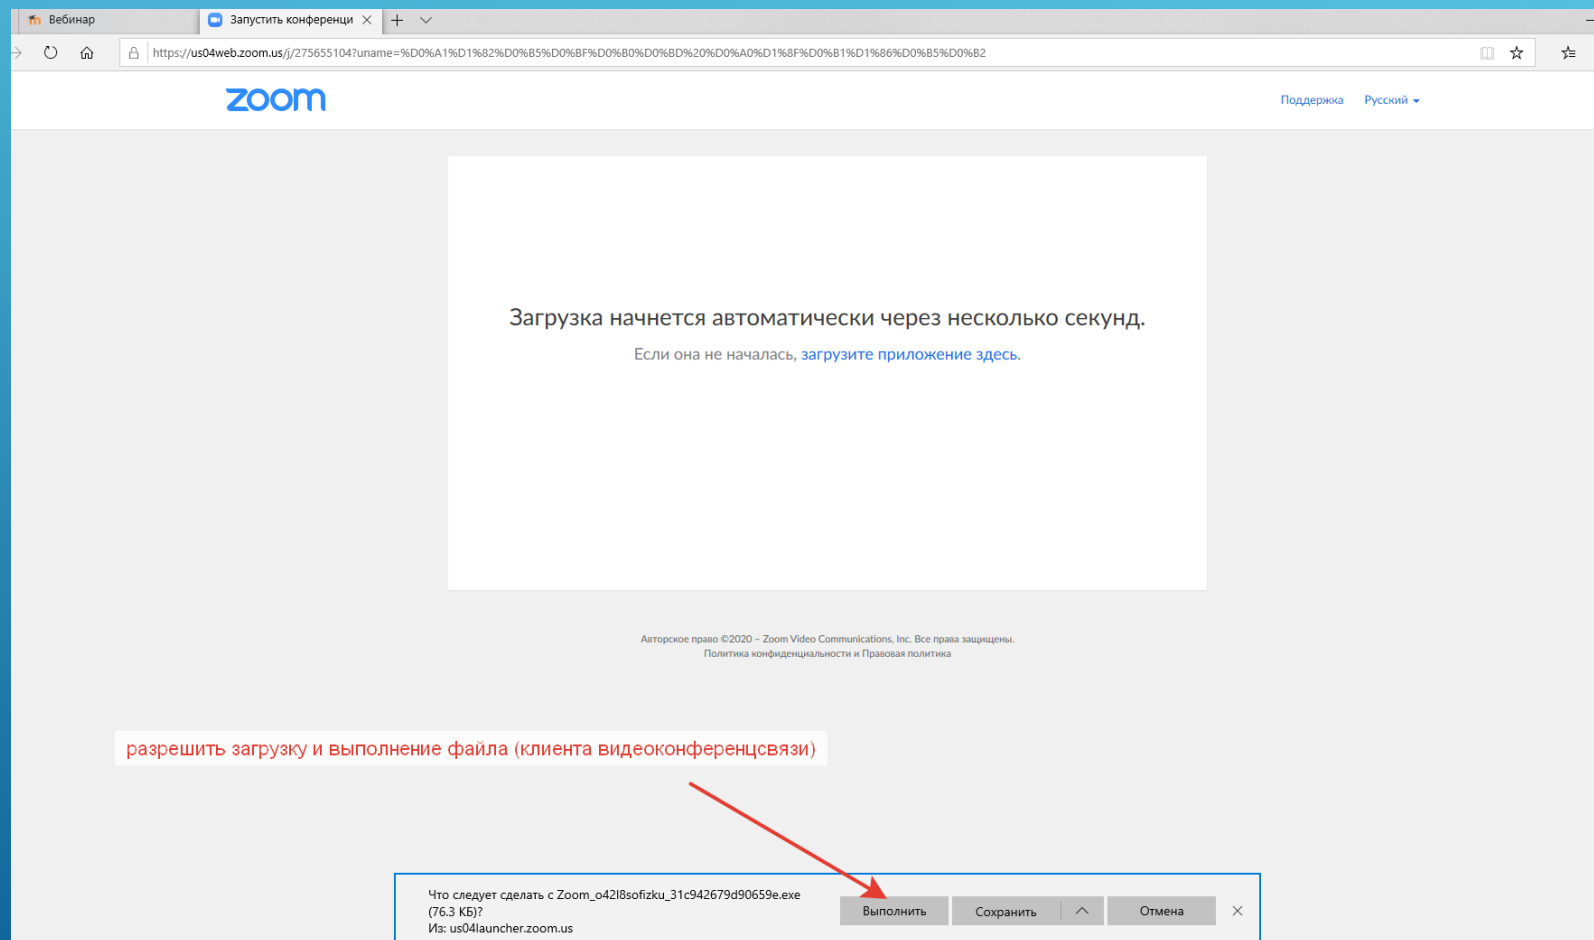 Вебинар
Запустить конференци
https://us04web.zoom.us/j/275655104?uname=%D0%A1%D1%82%D0%B5%D0%BF%D0%B0%D0%BD%20%D0%A0%D1%8F%D0%B1%D1%86%D0%B5%D0%B2
zoom
Поддержка Русский
Загрузка начнется автоматически через несколько секунд.
Если она не началась, загрузите приложение здесь.
Авторское право ©2020 – Zoom Video Communications, Inc. Все права защищены.
Политика конфиденциальности и Правовая политика
разрешить загрузку и выполнение файла (клиента видеоконференцсвязи)
Что следует сделать с Zoom_o42l8sofizku_31c942679d90659e.exe
(76.3 КБ)?
Из: us04launcher.zoom.us
Выполнить Сохранить Отмена